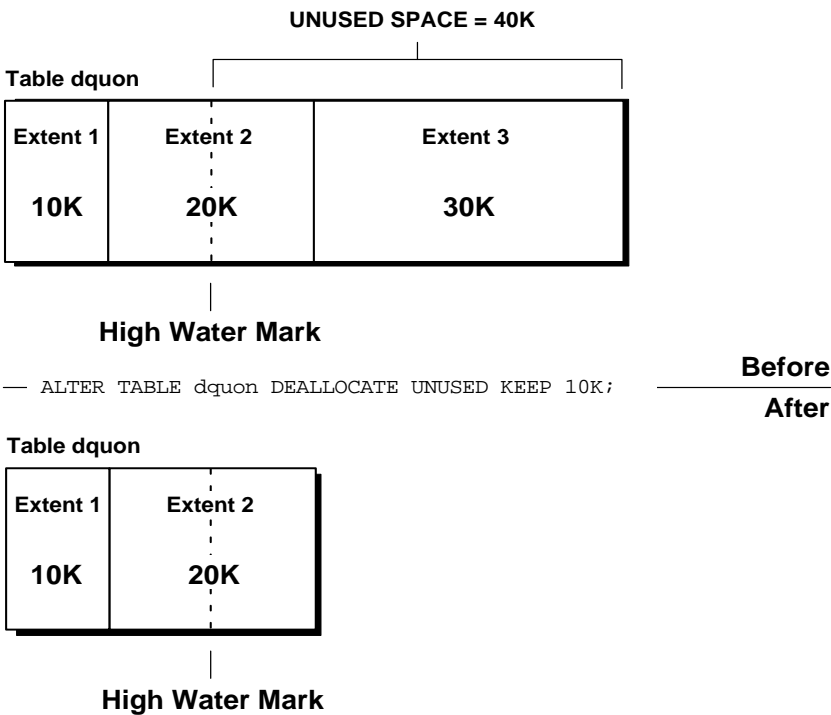 UNUSED SPACE = 40K
Table dquon
Extent 1 Extent 2 Extent 3
10K 20K 30K
High Water Mark
Before
ALTER TABLE dquon DEALLOCATE UNUSED KEEP 10K;
After
Table dquon
Extent 1 Extent 2
10K 20K
High Water Mark